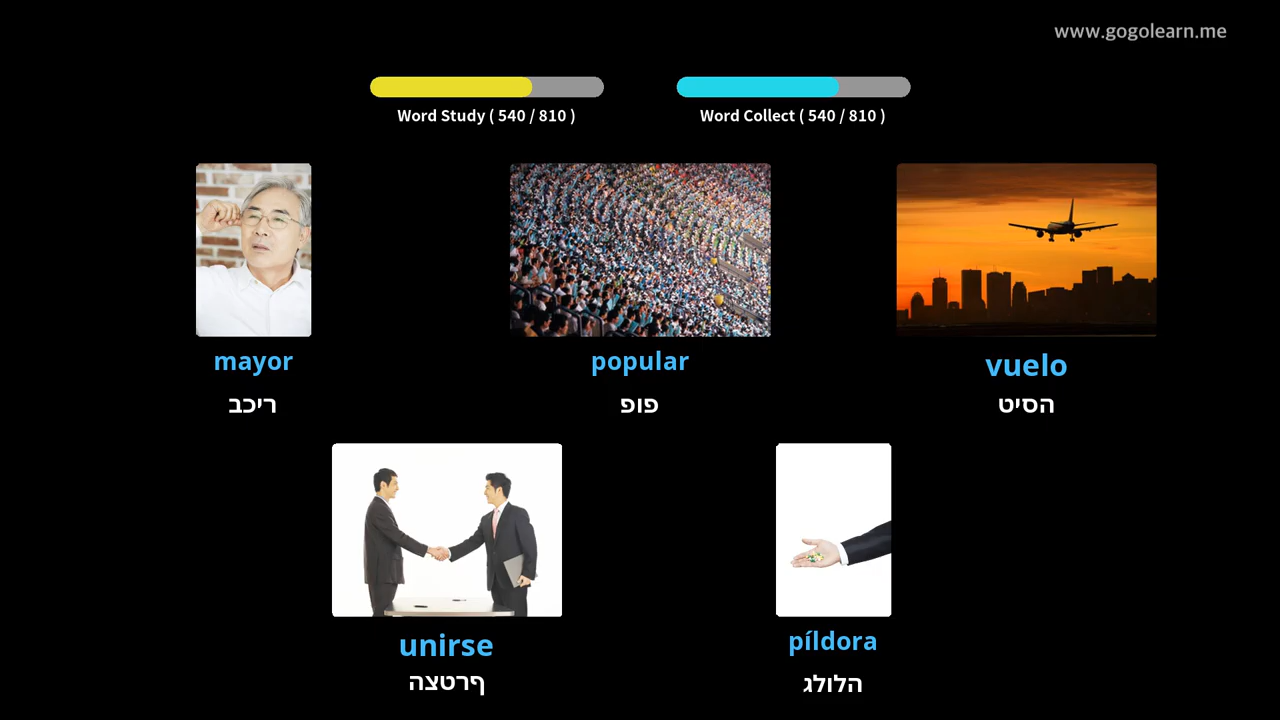 www.gogolearn.me
Word Study ( 540 / 810 )
Word Collect ( 540 / 810 )
mayor
ריכב
popular
פופ
vuelo
הסיט
unirse
ףרטצה
píldora
הלולג